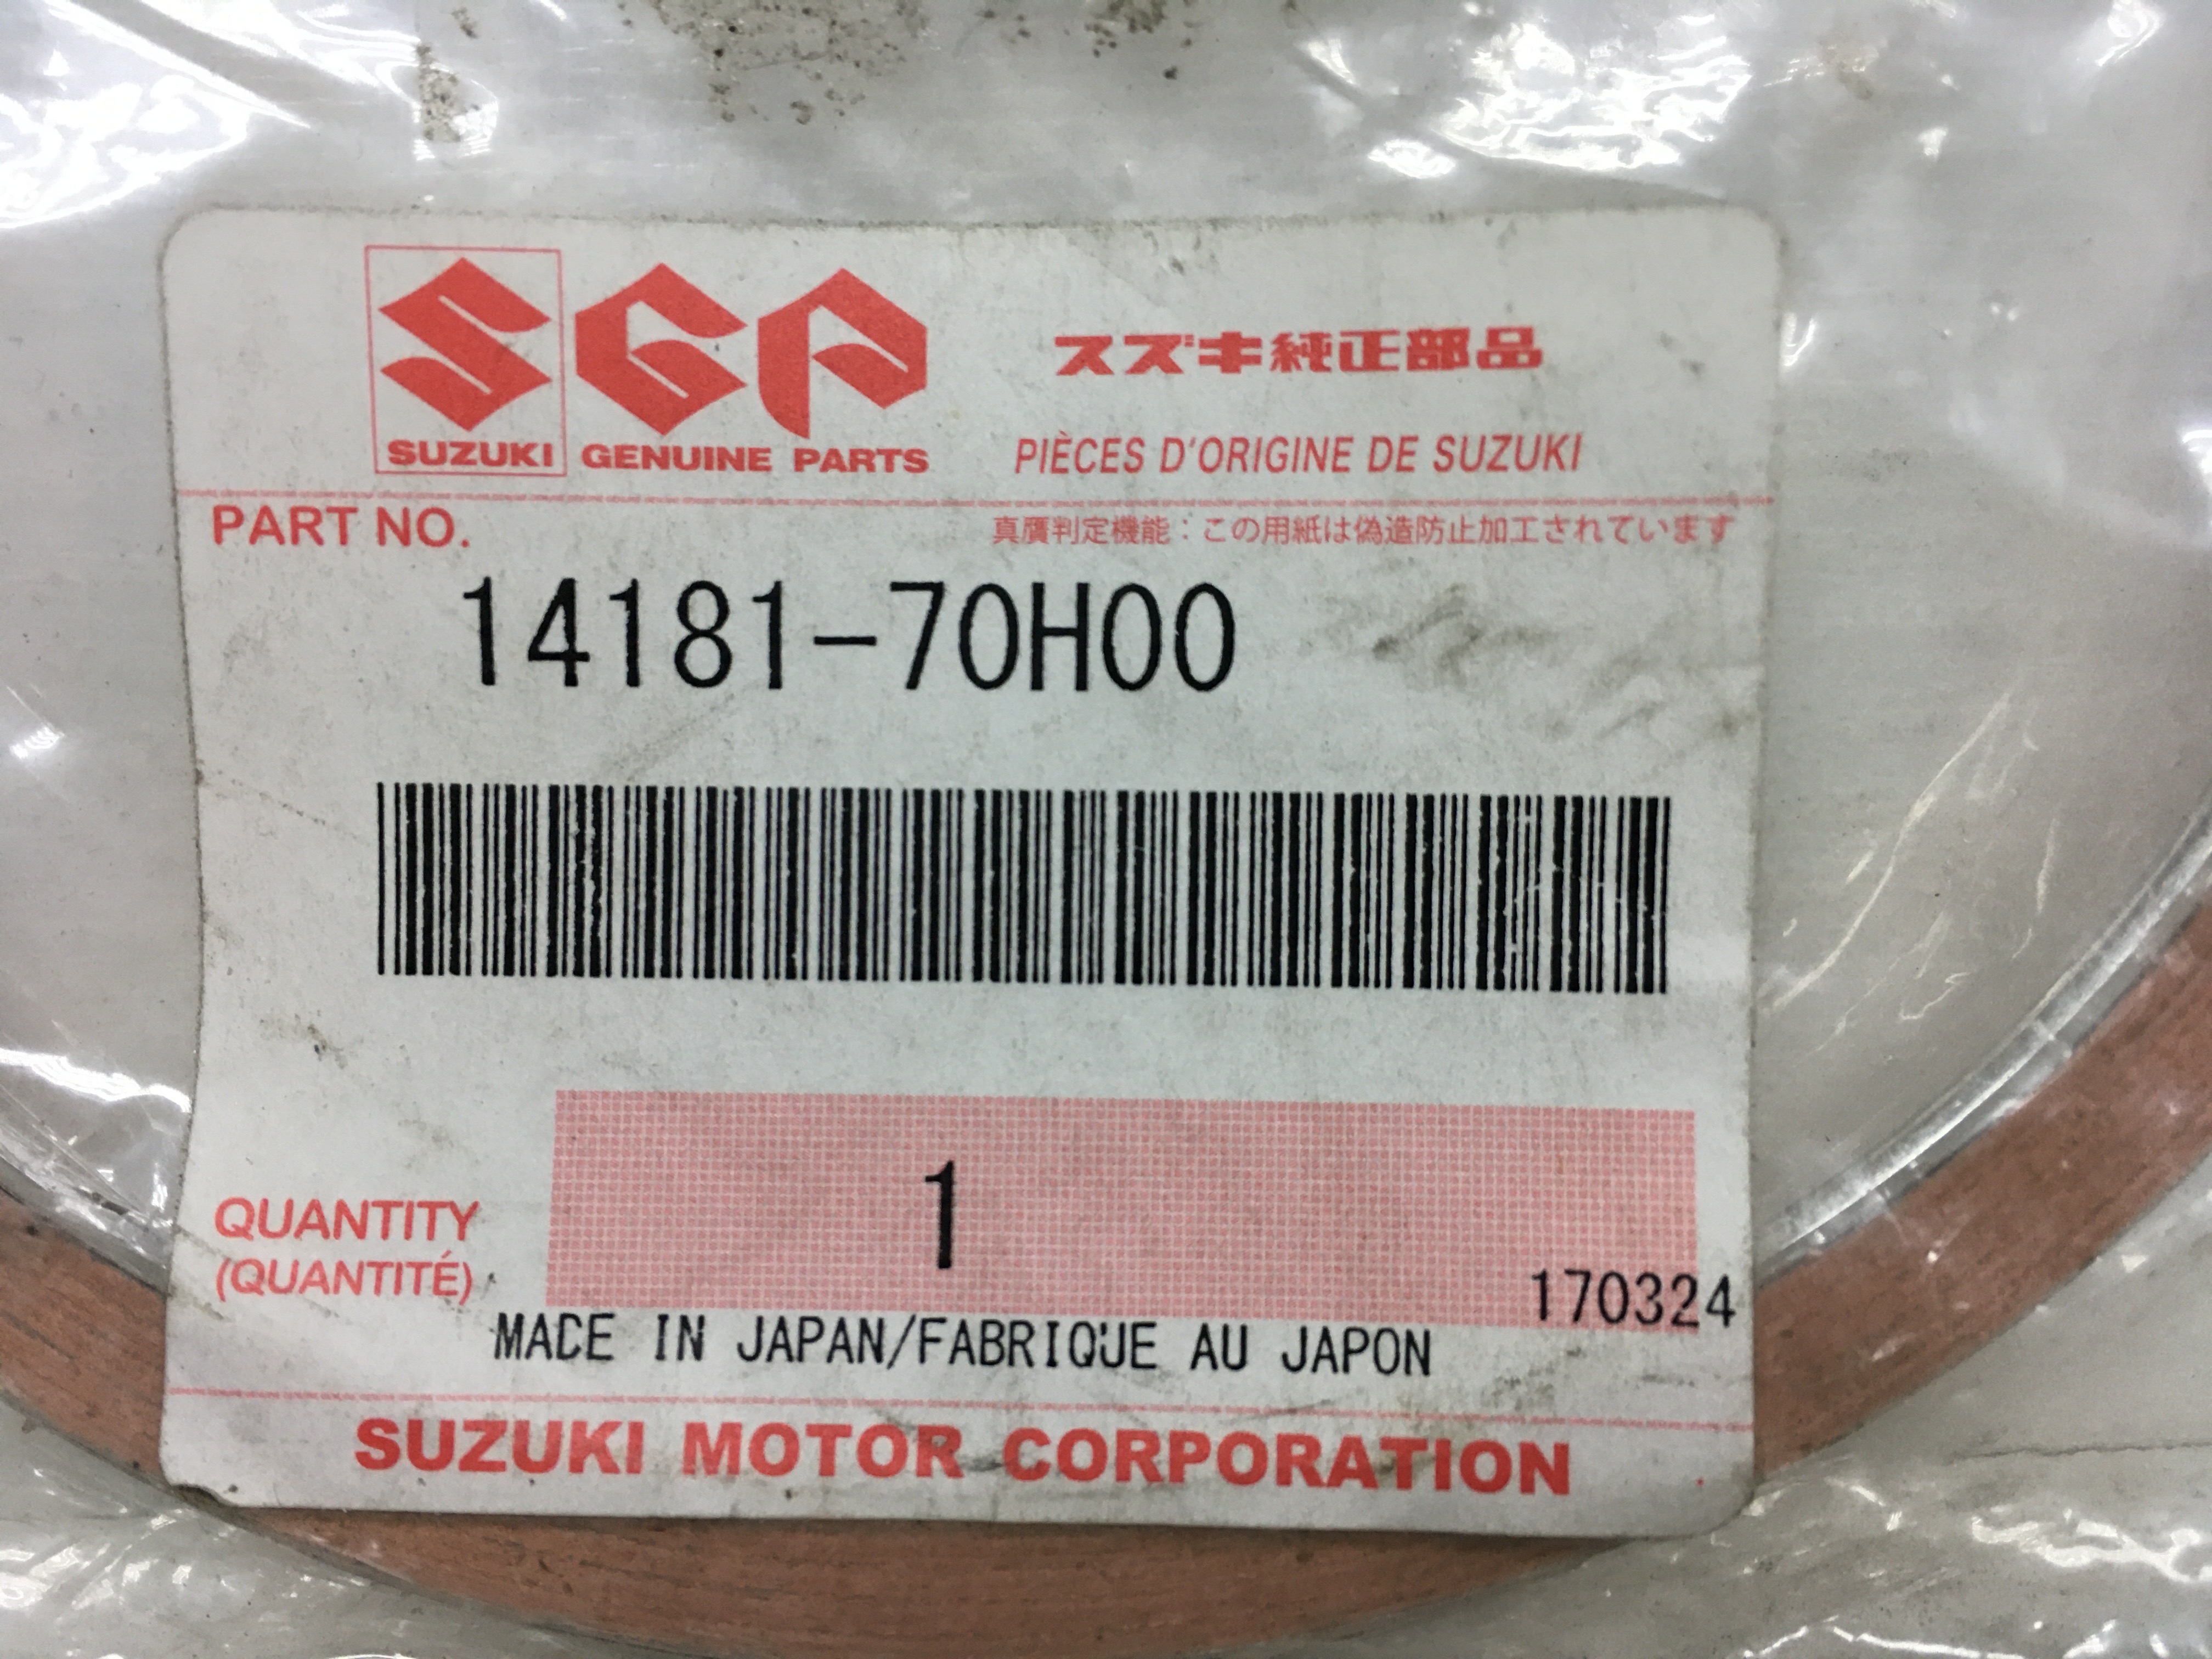 SGP
スズキ純正部品
SUZUKI GENUINE PARTS
PIÈCES D'ORIGINE DE SUZUKI
PART NO.
真贋判定機能：この用紙は偽造防止加工されています
14181-70H00
QUANTITY
(QUANTITÉ)
1
170324
MADE IN JAPAN/FABRIQUE AU JAPON
SUZUKI MOTOR CORPORATION